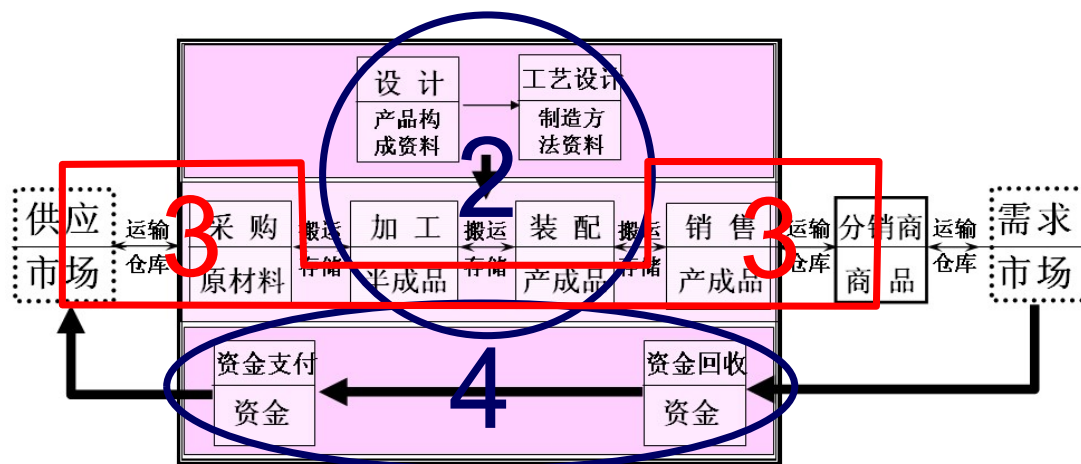 设 计
产品构
成资料
工艺设计
制造方
法资料
2
供应
市场
运输
仓库
3
采 购
原材料
搬运
存储
加 工
半成品
搬运
存储
装 配
产成品
搬运
存储
销 售
产成品
3
运输
仓库
分销商
商 品
运输
仓库
需求
市场
资金支付
资金
4
资金回收
资金